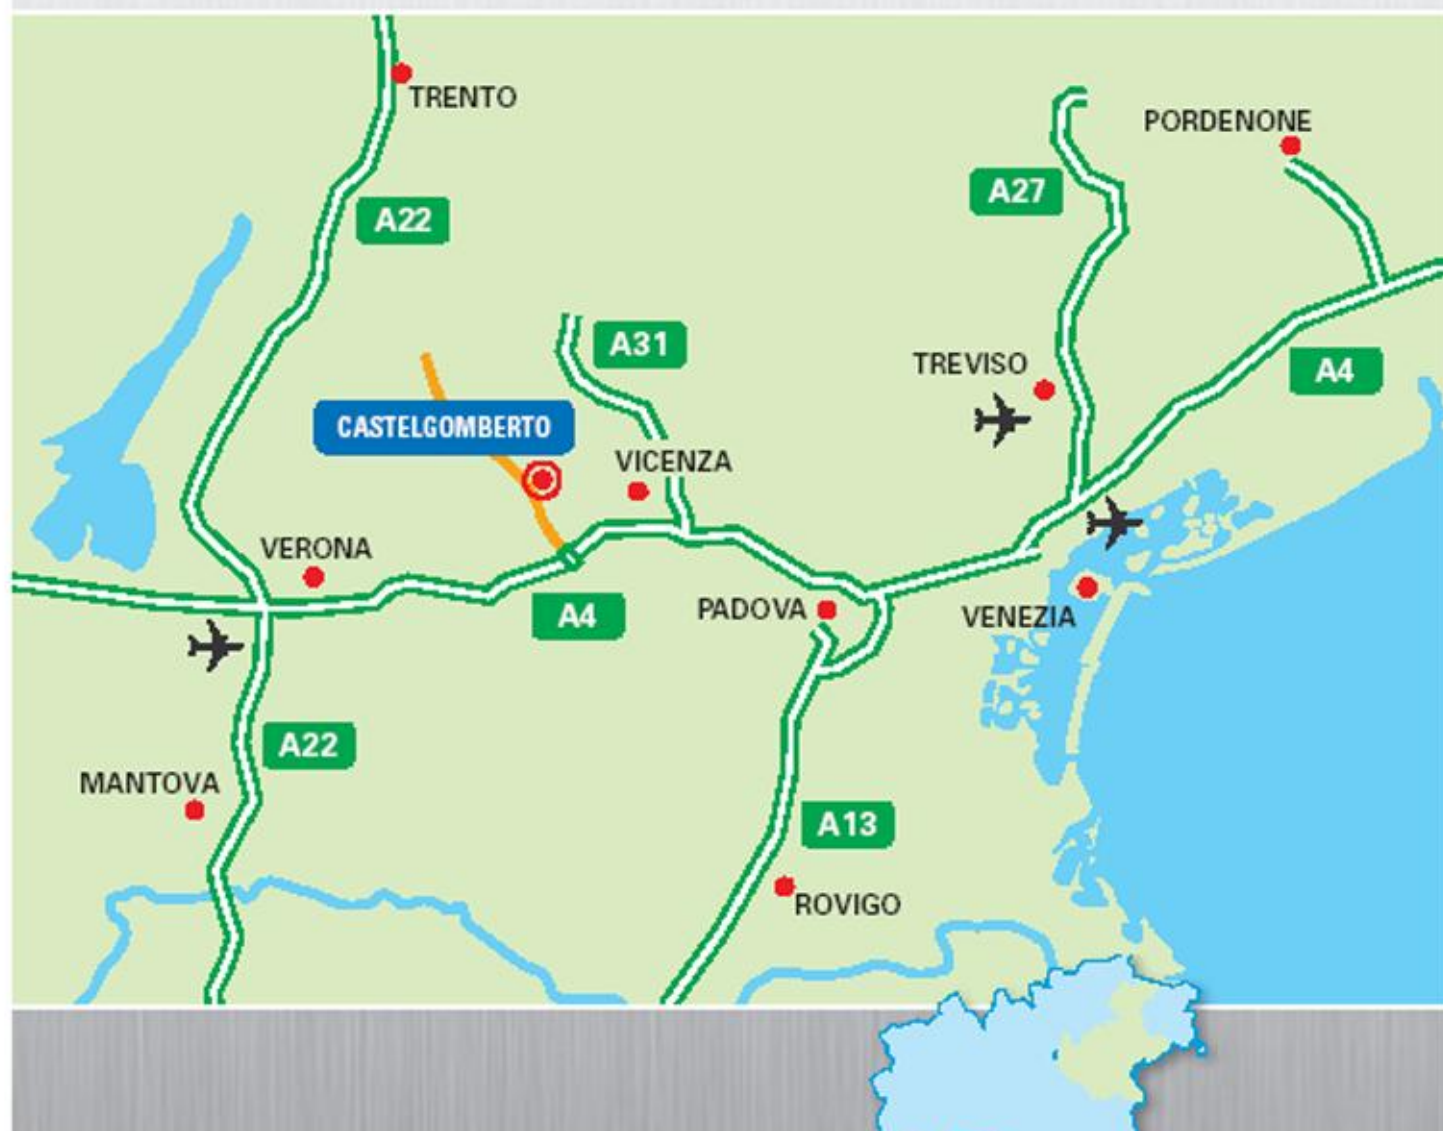 TRENTO
PORDENONE
A27
A22
A31
TREVISO
A4
CASTELGOMBERTO
VICENZA
VERONA
A4
PADOVA
VENEZIA
A22
MANTOVA
A13
ROVIGO